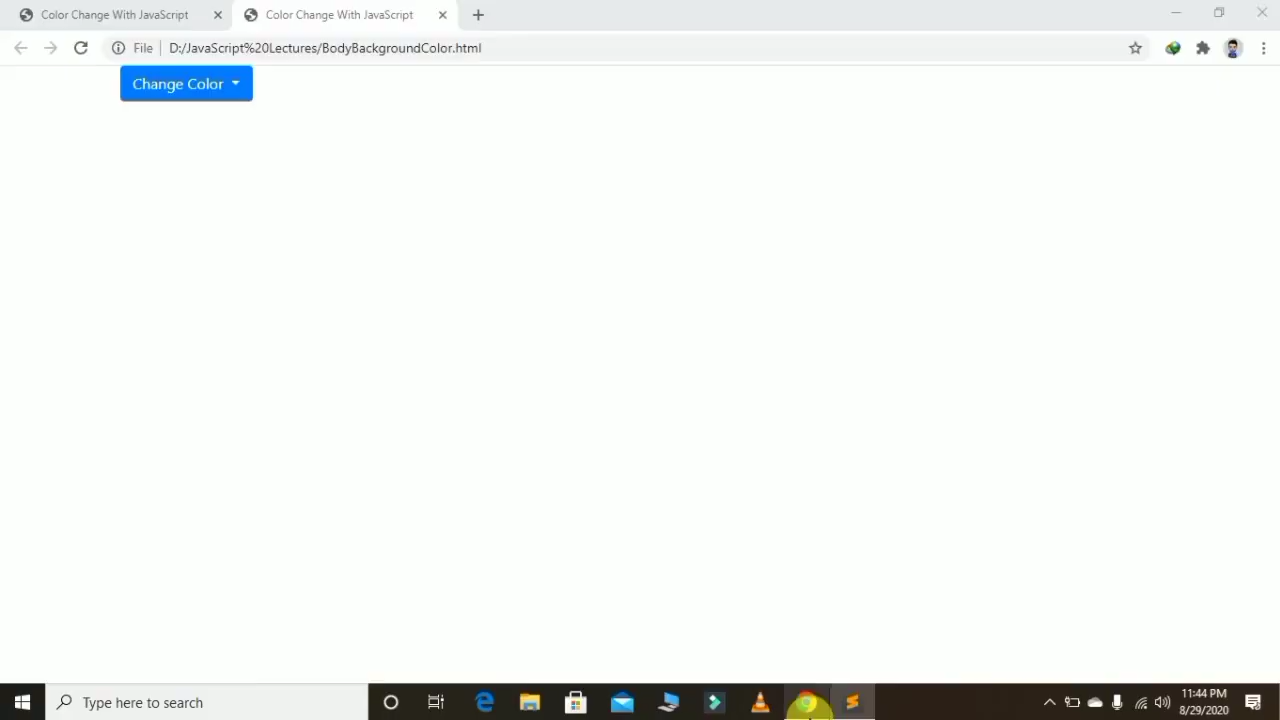 Color Change With JavaScript
Color Change With JavaScript
File
D:/JavaScript%20Lectures/BodyBackgroundColor.html
Change Color
Type here to search
11:44 PM
8/29/2020